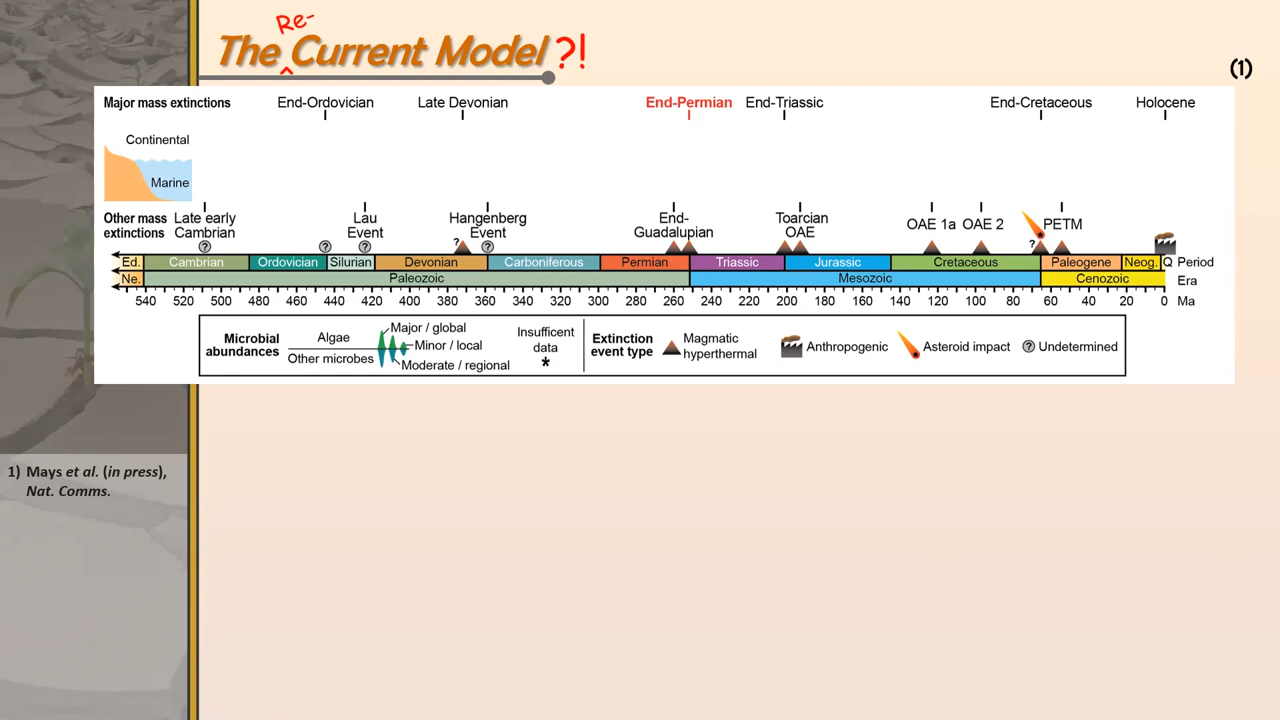 Re-
The Current Model ?!
(1)
Major mass extinctions
End-Ordovician
Late Devonian
End-Permian
End-Triassic
End-Cretaceous
Holocene
Continental
Marine
Other mass
extinctions
Late early
Cambrian
Lau
Event
Hangenberg
Event
End-
Guadalupian
Toarcian
OAE
OAE 1a
OAE 2
PETM
? ? ? ? ? ?
Ed. Cambrian Ordovician Silurian Devonian Carboniferous Permian Triassic Jurassic Cretaceous Paleogene Neog. Q Period
Ne. Paleozoic Mesozoic Cenozoic Era
540 520 500 480 460 440 420 400 380 360 340 320 300 280 260 240 220 200 180 160 140 120 100 80 60 40 20 0 Ma
Microbial
abundances
Algae
Other microbes
Major / global
Minor / local
Moderate / regional
Insufficient
data
*
Extinction
event type
Magmatic
hyperthermal
Anthropogenic
Asteroid impact
? Undetermined
1) Mays et al. (in press),
Nat. Comms.